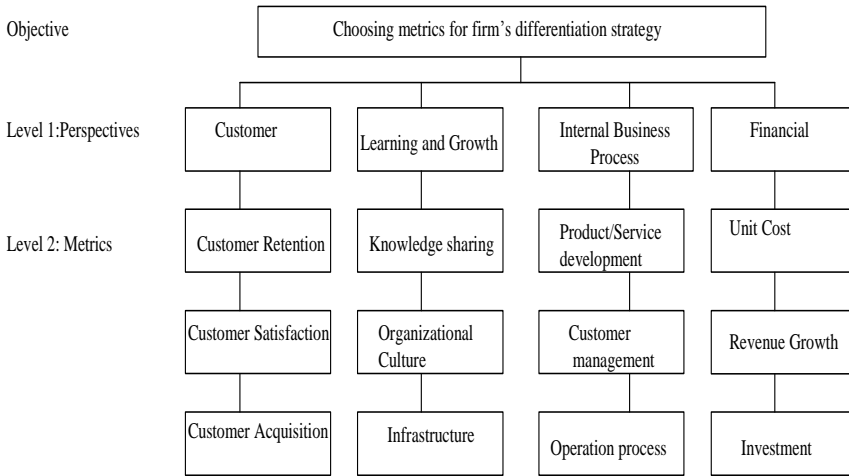 Objective
Choosing metrics for firm's differentiation strategy
Level 1:Perspectives
Customer
Learning and Growth
Internal Business
Process
Financial
Level 2: Metrics
Customer Retention
Knowledge sharing
Product/Service
development
Unit Cost
Customer Satisfaction
Organizational
Culture
Customer
management
Revenue Growth
Customer Acquisition
Infrastructure
Operation process
Investment